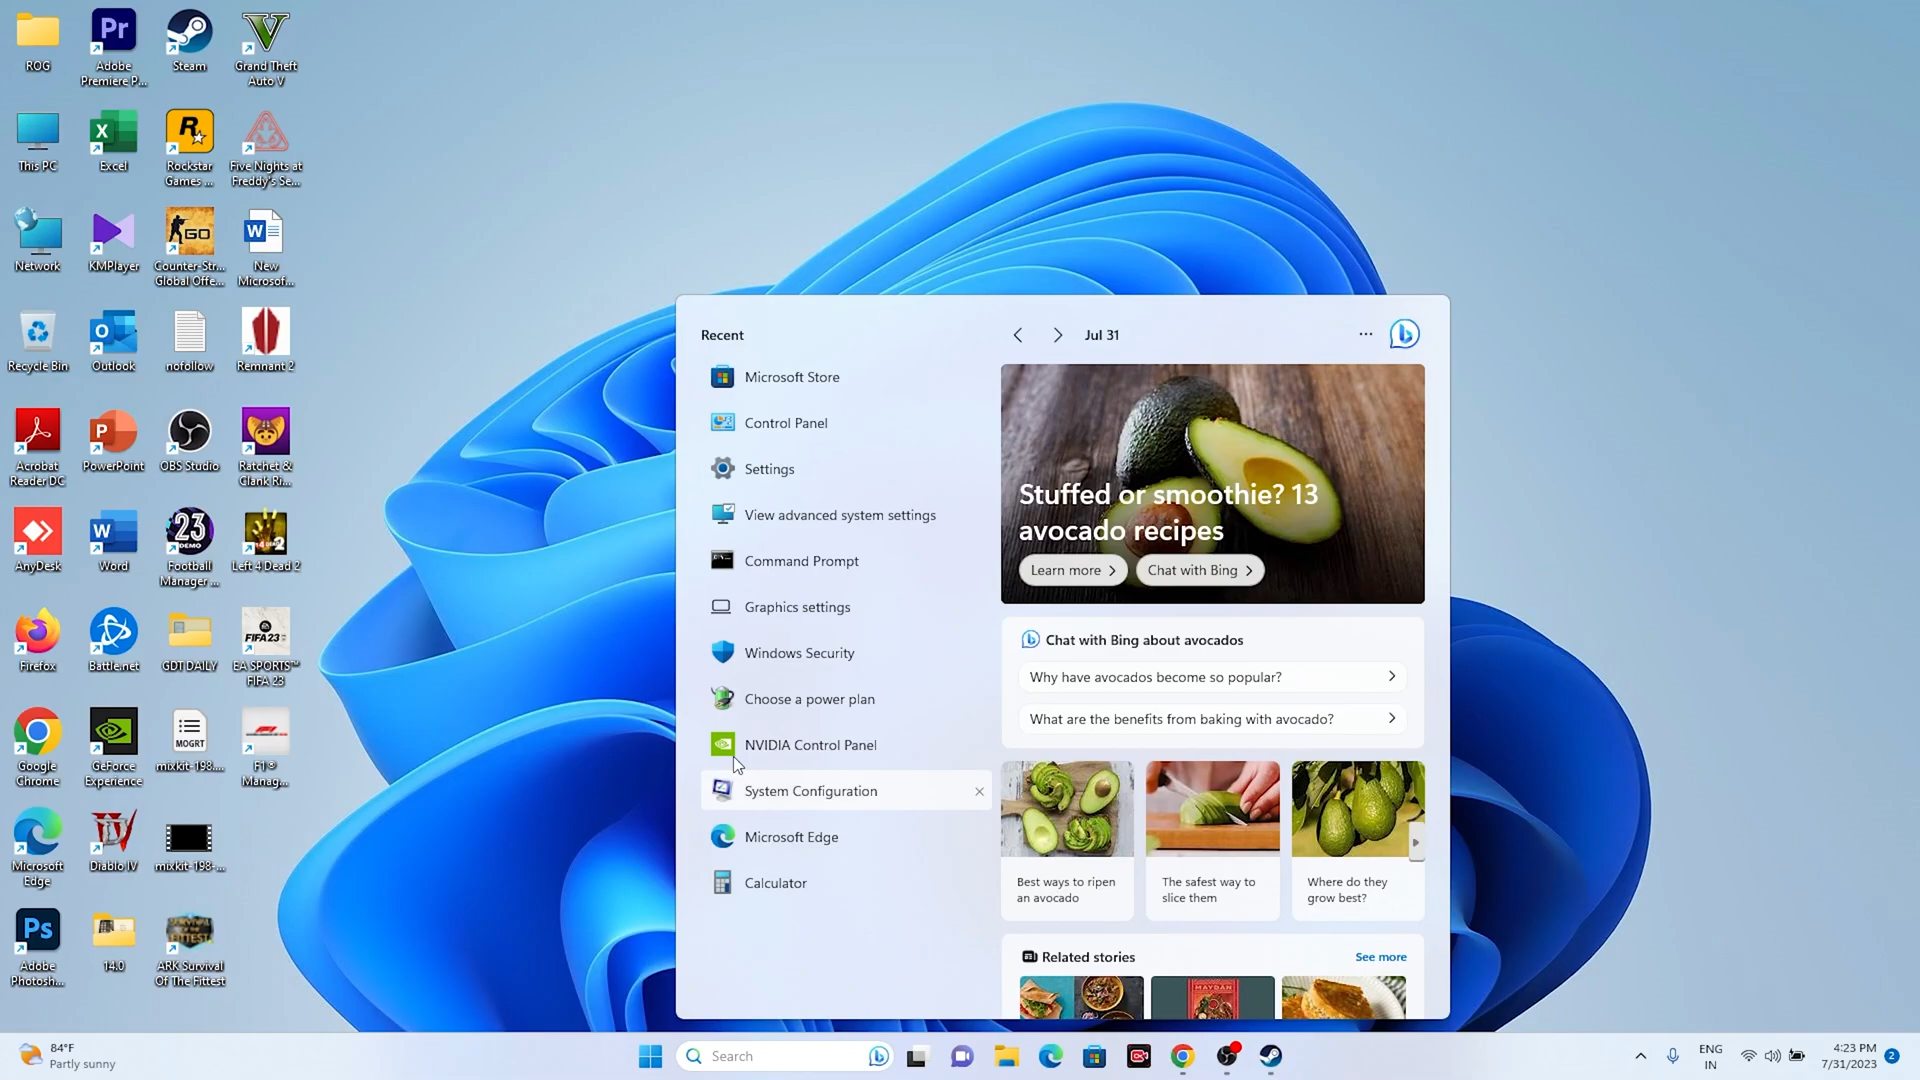 ROG
Adobe
Premiere P...
Steam
Grand Theft
Auto V
This PC
Excel
Rockstar
Games ...
Five Nights at
Freddy's Se...
Network
KMPlayer
Counter-Str...
Global Offe...
New
Microsof...
Recycle Bin
Outlook
nofollow
Remnant 2
Acrobat
Reader DC
PowerPoint
OBS Studio
Ratchet &
Clank Ri...
AnyDesk
Word
Football
Manager ...
Left 4 Dead 2
Firefox
Battle.net
GDT DAILY
EA SPORTS™
FIFA 23
Google
Chrome
GeForce
Experience
MOGRT
mixkit-198....
F1®
Manag...
Microsoft
Edge
Diablo IV
mixkit-198-...
Adobe
Photosh...
14.0
ARK Survival
Of The Fittest
Recent
Microsoft Store
Control Panel
Settings
View advanced system settings
Command Prompt
Graphics settings
Windows Security
Choose a power plan
NVIDIA Control Panel
System Configuration
Microsoft Edge
Calculator
Jul 31
Stuffed or smoothie? 13
avocado recipes
Learn more
Chat with Bing
Chat with Bing about avocados
Why have avocados become so popular?
What are the benefits from baking with avocado?
Best ways to ripen
an avocado
The safest way to
slice them
Where do they
grow best?
Related stories
See more
MAYDAN
84°F
Partly sunny
Search
ENG
IN
4:23 PM
7/31/2023
2